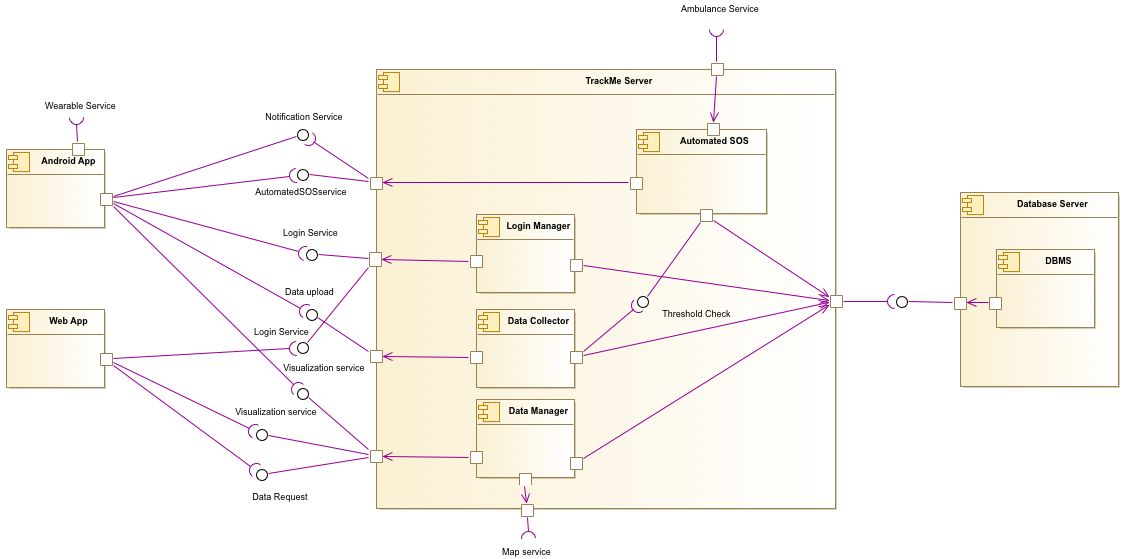 Ambulance Service
TrackMe Server
Wearable Service
Notification Service
Automated SOS
Android App
AutomatedSOSservice
Database Server
Login Manager
Login Service
DBMS
Data upload
Threshold Check
Web App
Data Collector
Login Service
Visualization service
Visualization service
Data Manager
Data Request
Map service